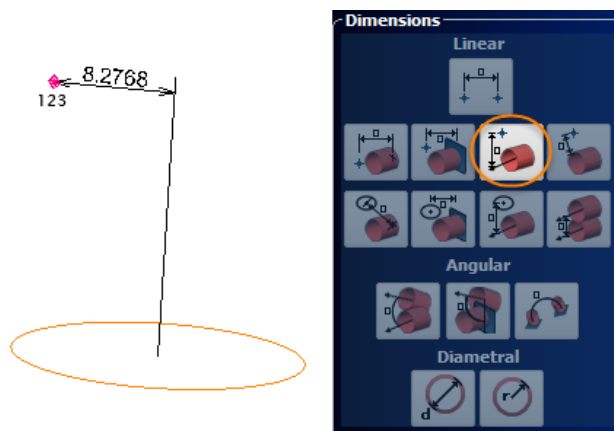 8.2768
123
Dimensions
Linear
Angular
Diametral
d
r